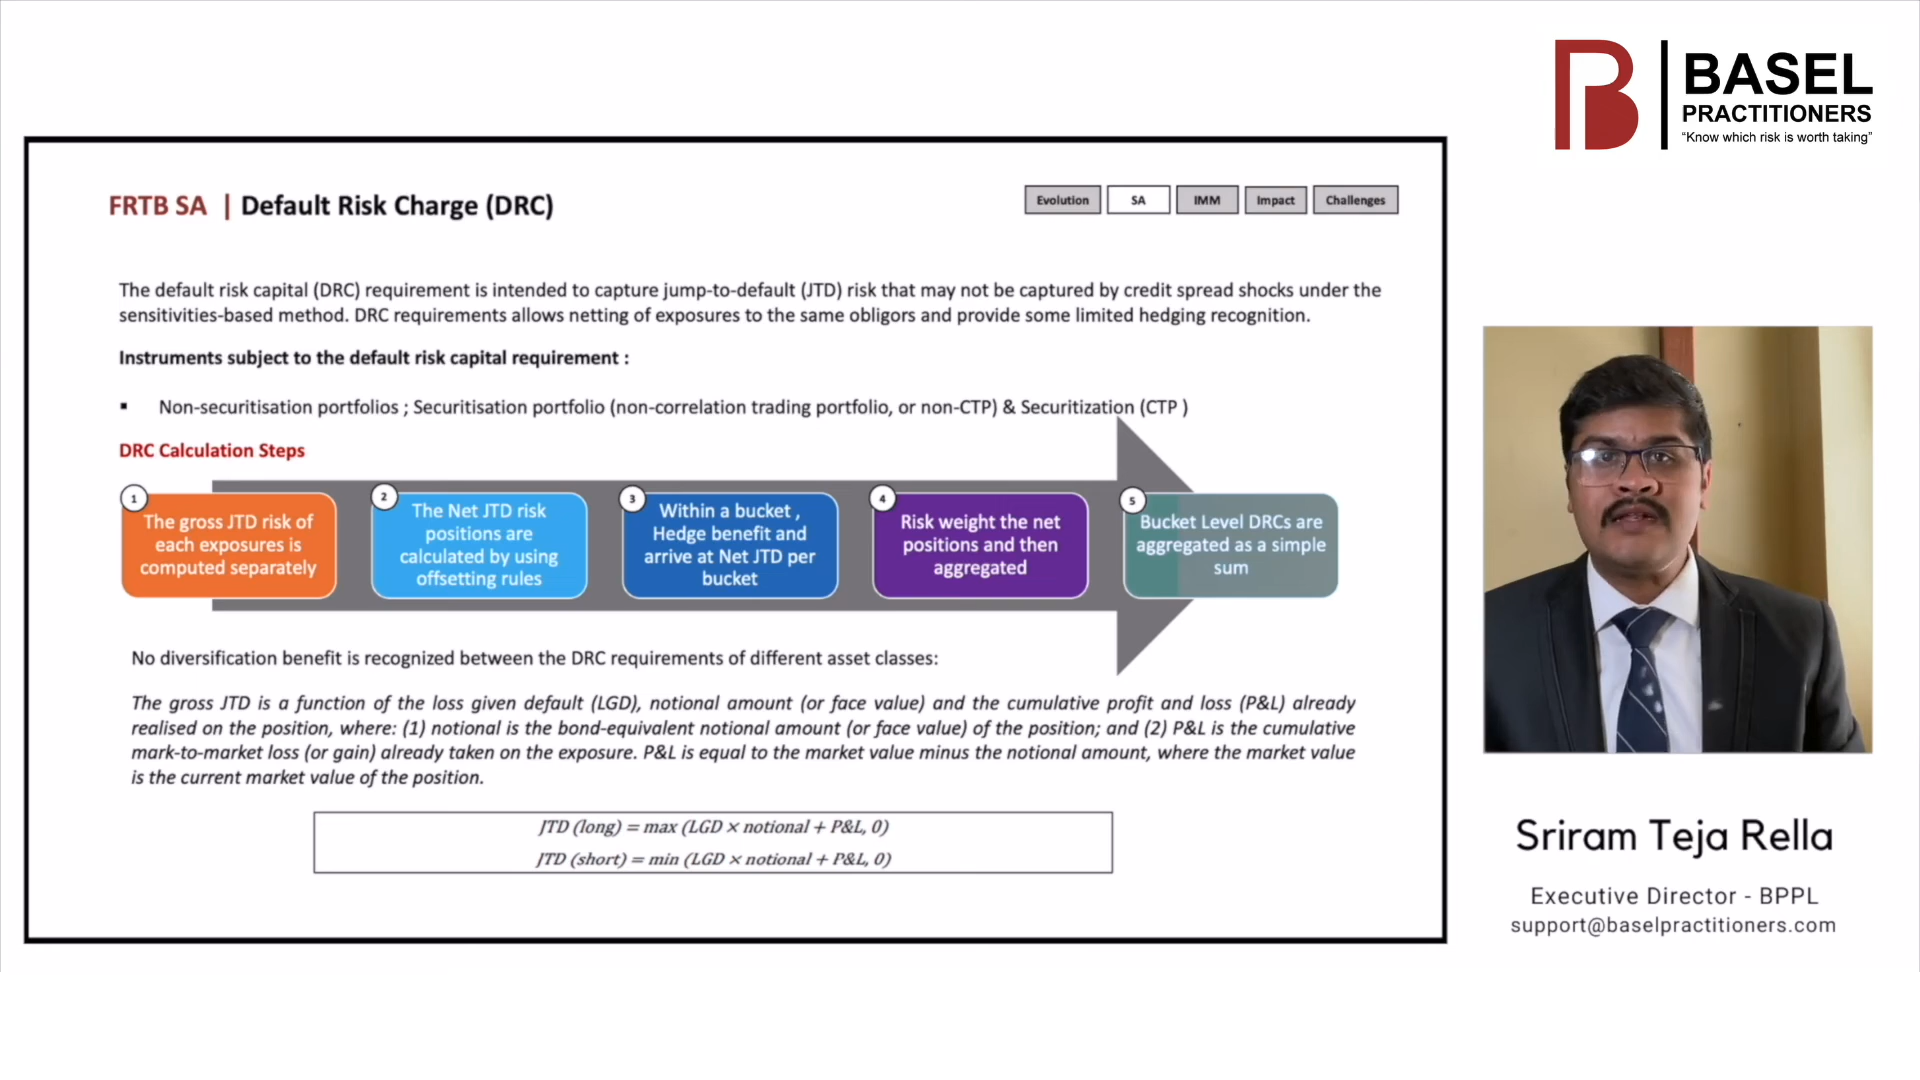 BASEL
PRACTITIONERS
“Know which risk is worth taking”
FRTB SA | Default Risk Charge (DRC)
Evolution
SA
IMM
Impact
Challenges
The default risk capital (DRC) requirement is intended to capture jump-to-default (JTD) risk that may not be captured by credit spread shocks under the
sensitivities-based method. DRC requirements allows netting of exposures to the same obligors and provide some limited hedging recognition.
Instruments subject to the default risk capital requirement :
▪ Non-securitisation portfolios ; Securitisation portfolio (non-correlation trading portfolio, or non-CTP) & Securitization (CTP )
DRC Calculation Steps
1
The gross JTD risk of
each exposures is
computed separately
2
The Net JTD risk
positions are
calculated by using
offsetting rules
3
Within a bucket ,
Hedge benefit and
arrive at Net JTD per
bucket
4
Risk weight the net
positions and then
aggregated
5
Bucket Level DRCs are
aggregated as a simple
sum
No diversification benefit is recognized between the DRC requirements of different asset classes:
The gross JTD is a function of the loss given default (LGD), notional amount (or face value) and the cumulative profit and loss (P&L) already
realised on the position, where: (1) notional is the bond-equivalent notional amount (or face value) of the position; and (2) P&L is the cumulative
mark-to-market loss (or gain) already taken on the exposure. P&L is equal to the market value minus the notional amount, where the market value
is the current market value of the position.
JTD (long) = max (LGD × notional + P&L, 0)
JTD (short) = min (LGD × notional + P&L, 0)
Sriram Teja Rella
Executive Director - BPPL
support@baselpractitioners.com